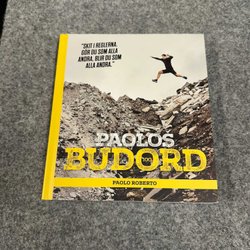 "SKIT I REGLERNA.
GÖR DU SOM ALLA
ANDRA, BLIR DU SOM
ALLA ANDRA."
PAOLOS
BUDORD
PAOLO ROBERTO